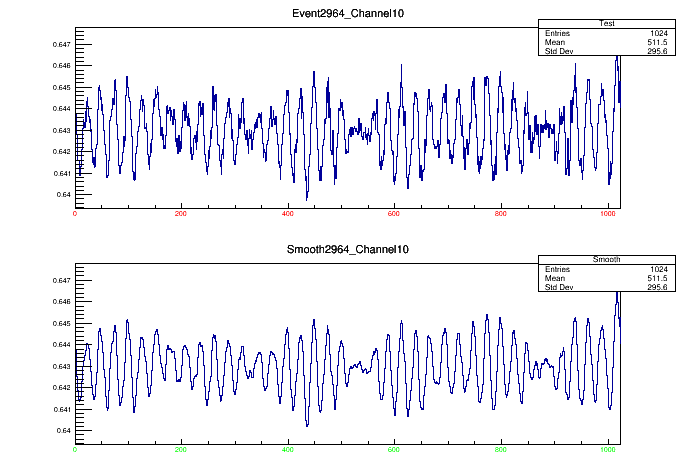 Event2964_Channel10
Test
Entries 1024
Mean 511.5
Std Dev 295.6
0.647
0.646
0.645
0.644
0.643
0.642
0.641
0.64
0 200 400 600 800 1000
Smooth2964_Channel10
Smooth
Entries 1024
Mean 511.5
Std Dev 295.6
0.647
0.646
0.645
0.644
0.643
0.642
0.641
0.64
0 200 400 600 800 1000